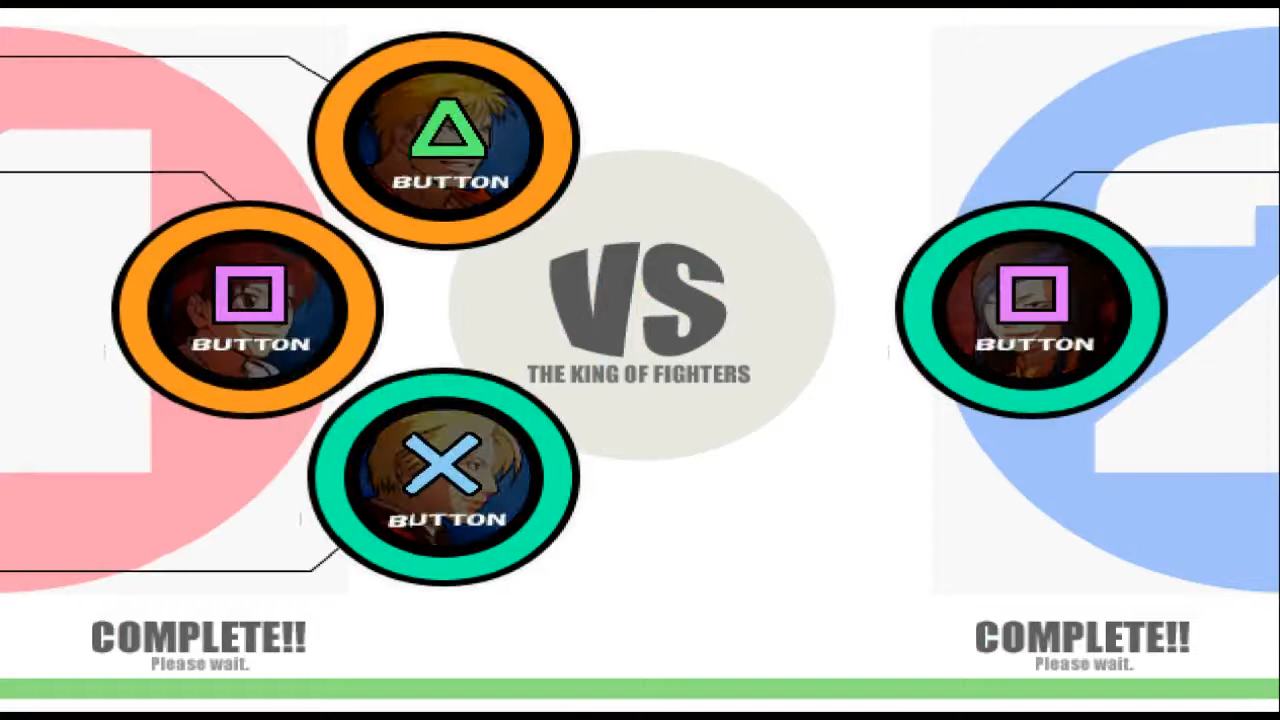 BUTTON
BUTTON
BUTTON
VS
THE KING OF FIGHTERS
BUTTON
COMPLETE!!
Please wait.
COMPLETE!!
Please wait.